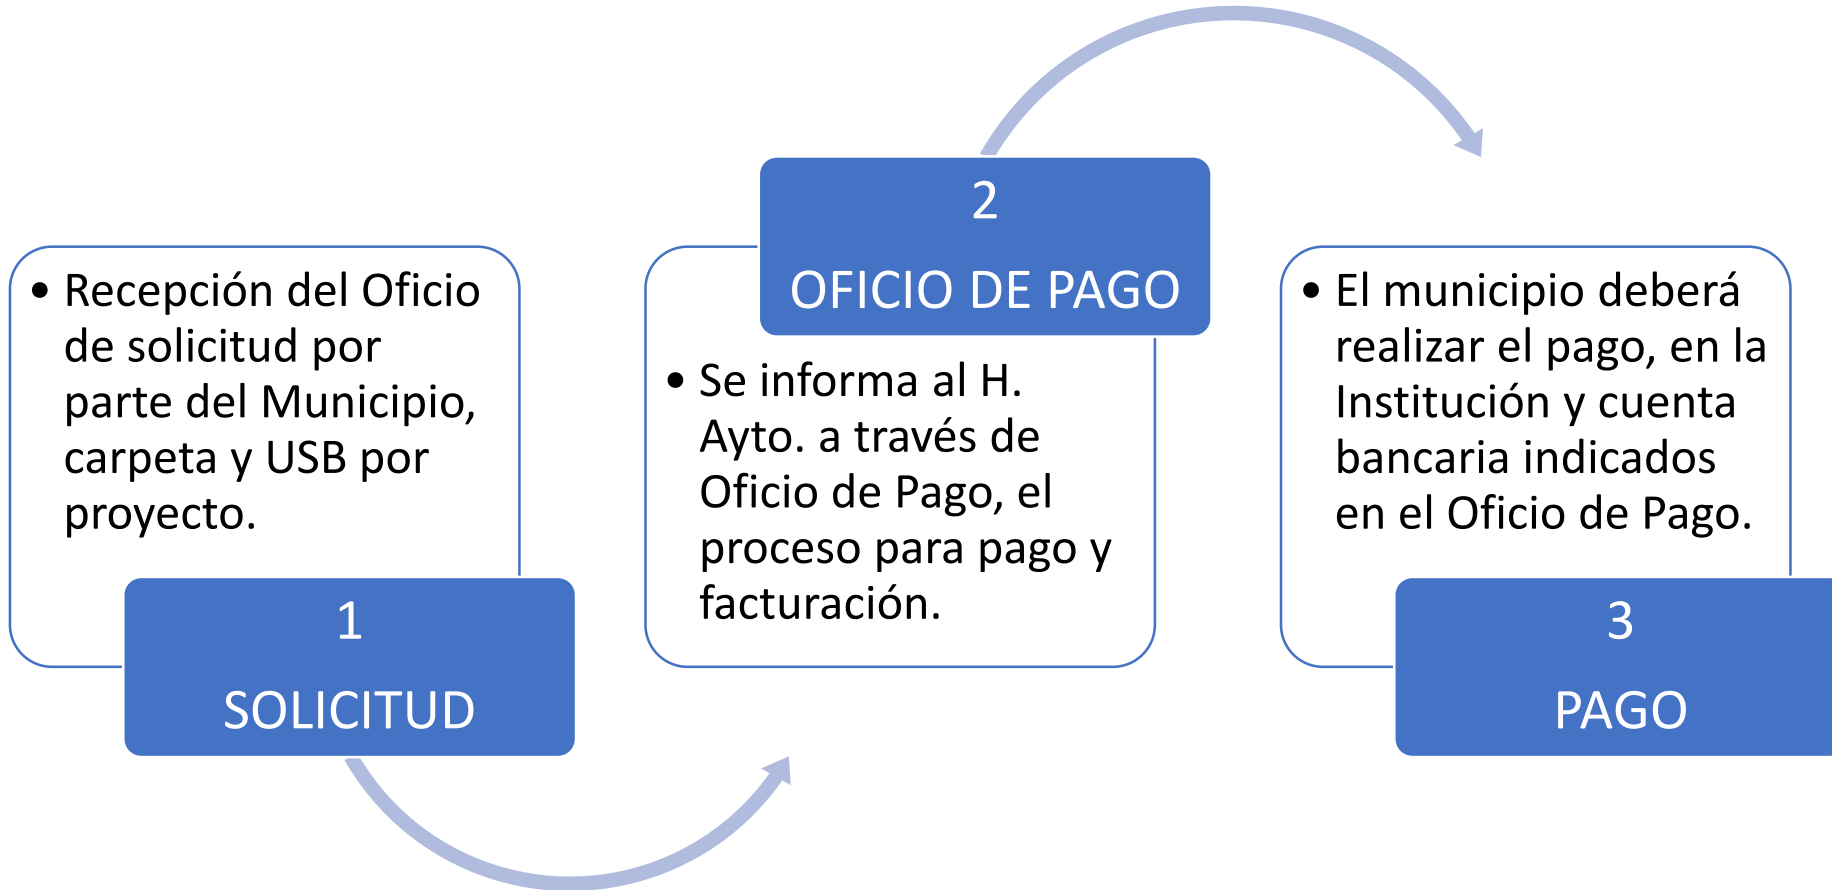 • Recepción del Oficio
de solicitud por
parte del Municipio,
carpeta y USB por
proyecto.
1
SOLICITUD
2
OFICIO DE PAGO
• Se informa al H.
Ayto. a través de
Oficio de Pago, el
proceso para pago y
facturación.
• El municipio deberá
realizar el pago, en la
Institución y cuenta
bancaria indicados
en el Oficio de Pago.
3
PAGO